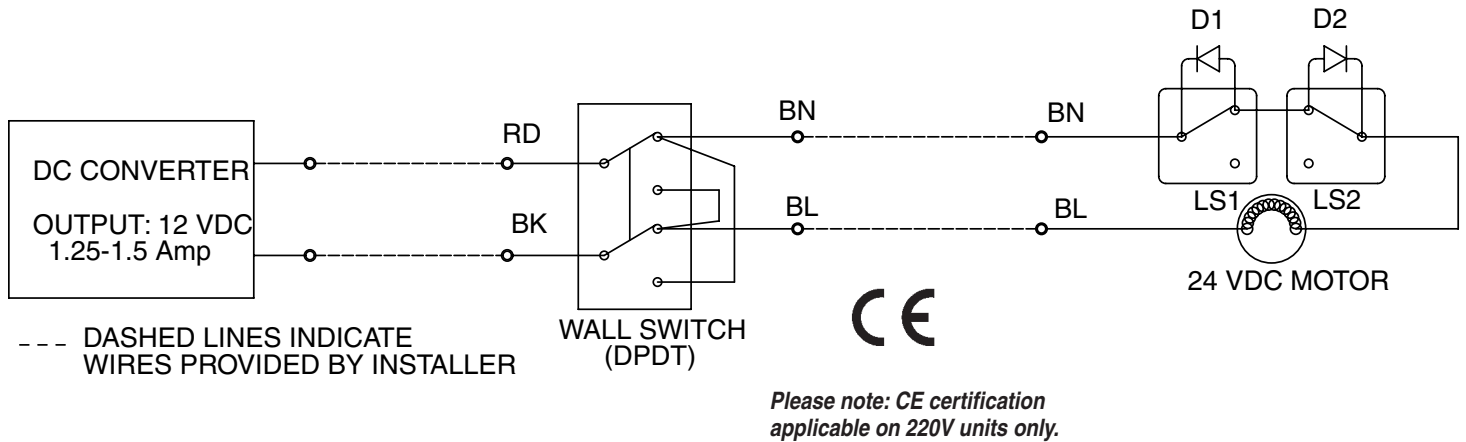 D1
D2
DC CONVERTER
OUTPUT: 12 VDC
1.25-1.5 Amp
RD
BK
BN
BN
BL
BL
LS1
LS2
24 VDC MOTOR
WALL SWITCH
(DPDT)
--- DASHED LINES INDICATE
WIRES PROVIDED BY INSTALLER
CE
Please note: CE certification
applicable on 220V units only.